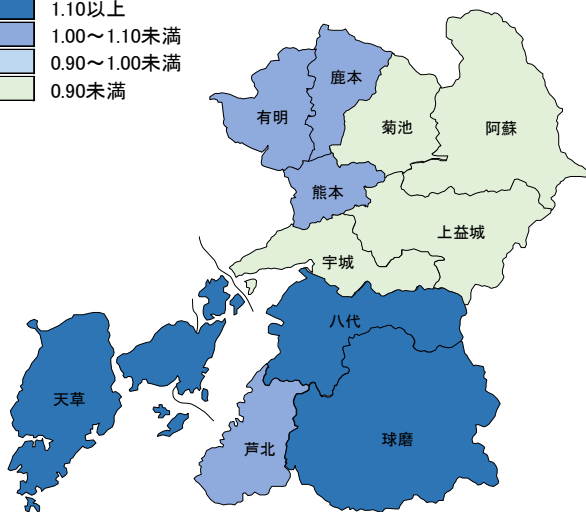 1.10以上
1.00～1.10未満
0.90～1.00未満
0.90未満
鹿本
有明
菊池
阿蘇
熊本
上益城
宇城
八代
天草
球磨
芦北